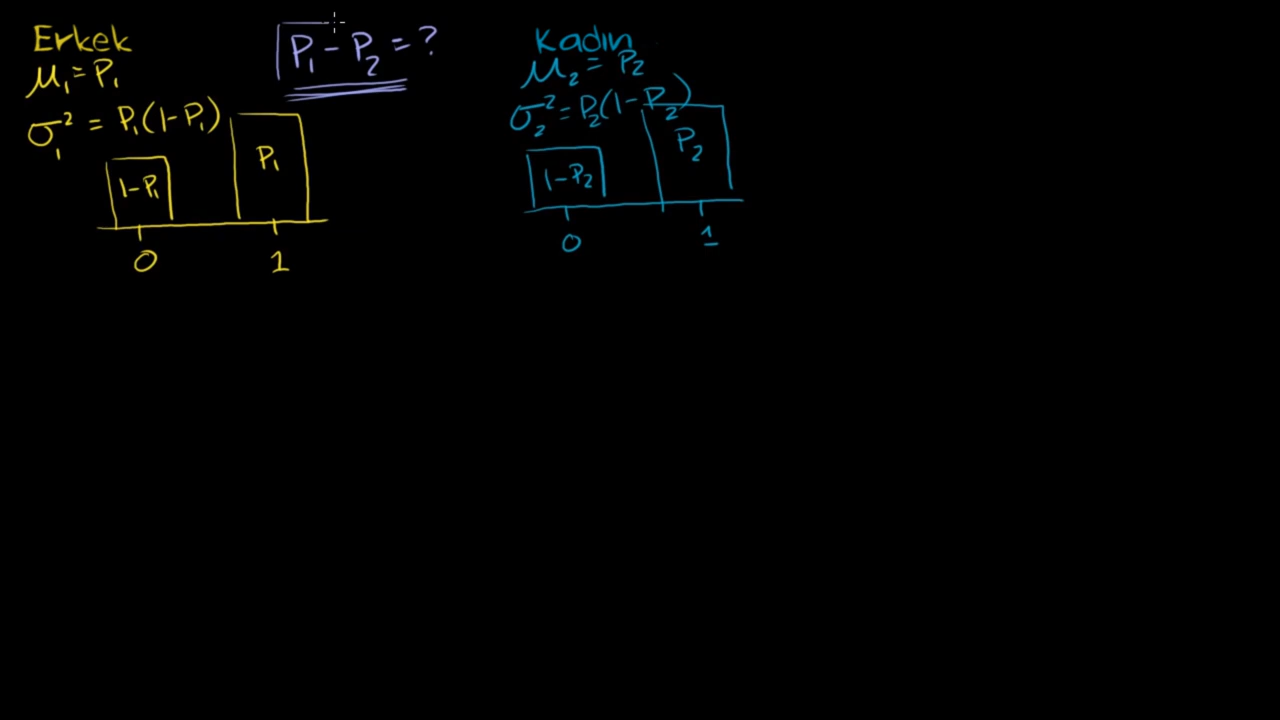 Erkek
μ₁ = P₁
σ₁² = P₁(1-P₁)
1-P₁
P₁
0
1
P₁ - P₂ = ?
Kadın
μ₂ = P₂
σ₂² = P₂(1-P₂)
1-P₂
P₂
0
1